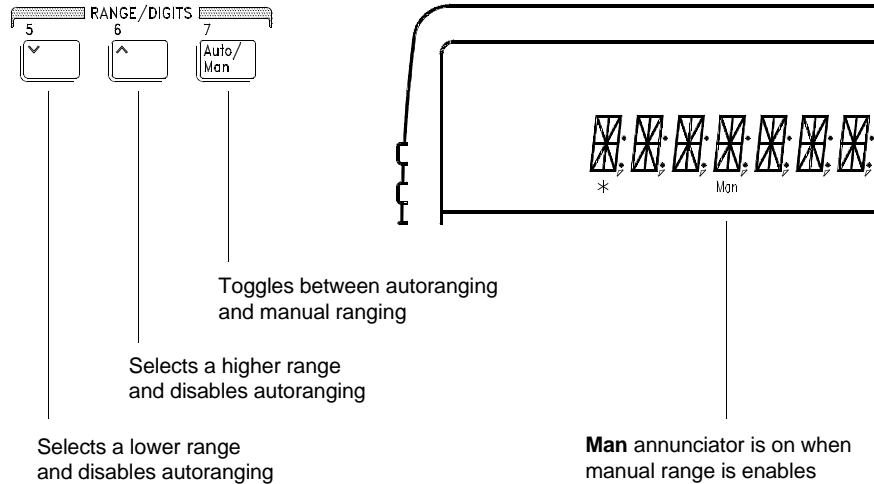 RANGE/DIGITS
5 6 7
Auto/
Man
* Man
Toggles between autoranging
and manual ranging
Selects a higher range
and disables autoranging
Selects a lower range
and disables autoranging
Man annunciator is on when
manual range is enables